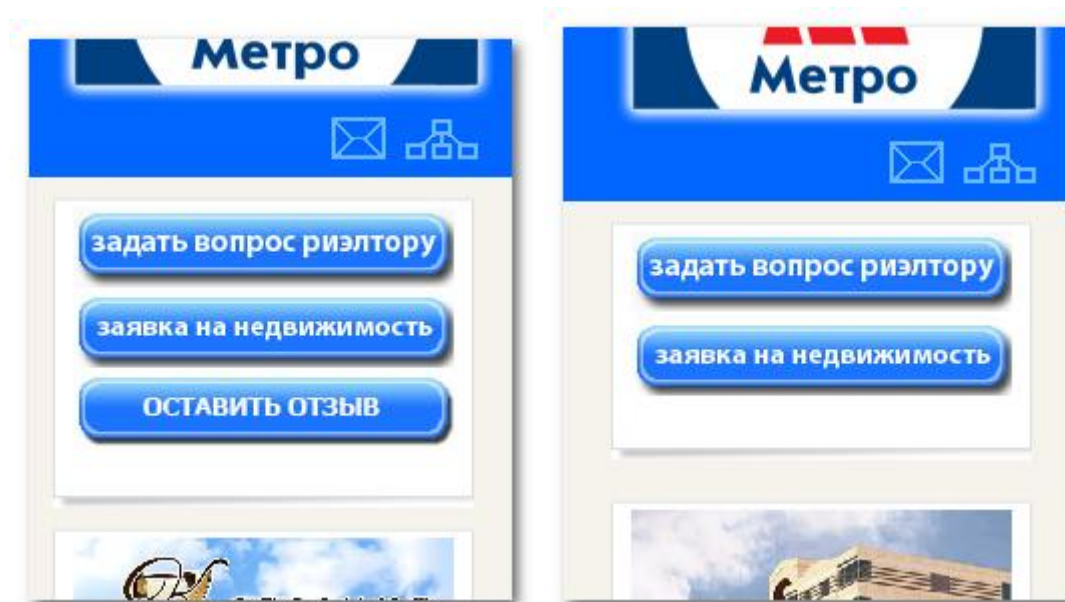 Метро
задать вопрос риэлтору
заявка на недвижимость
ОСТАВИТЬ ОТЗЫВ
Метро
задать вопрос риэлтору
заявка на недвижимость